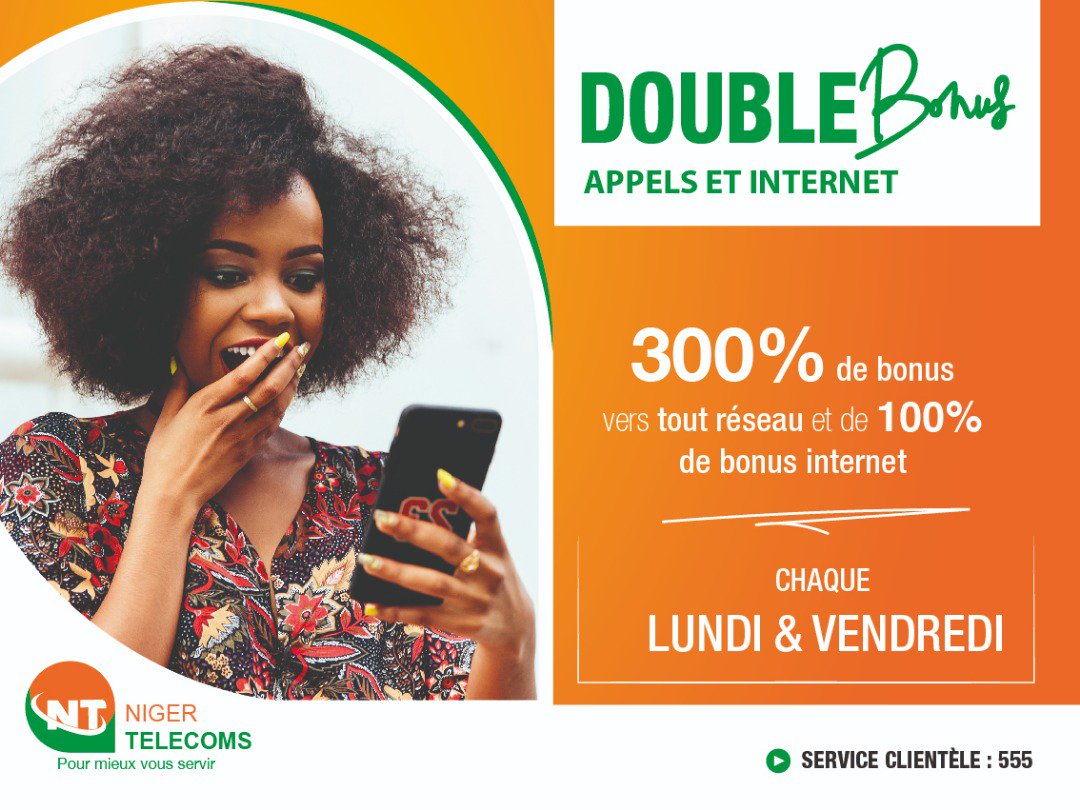 DOUBLE Bonus
APPELS ET INTERNET
300% de bonus
vers tout réseau et de 100%
de bonus internet
CHAQUE
LUNDI & VENDREDI
GS
NT
NIGER
TELECOMS
Pour mieux vous servir
SERVICE CLIENTÈLE : 555